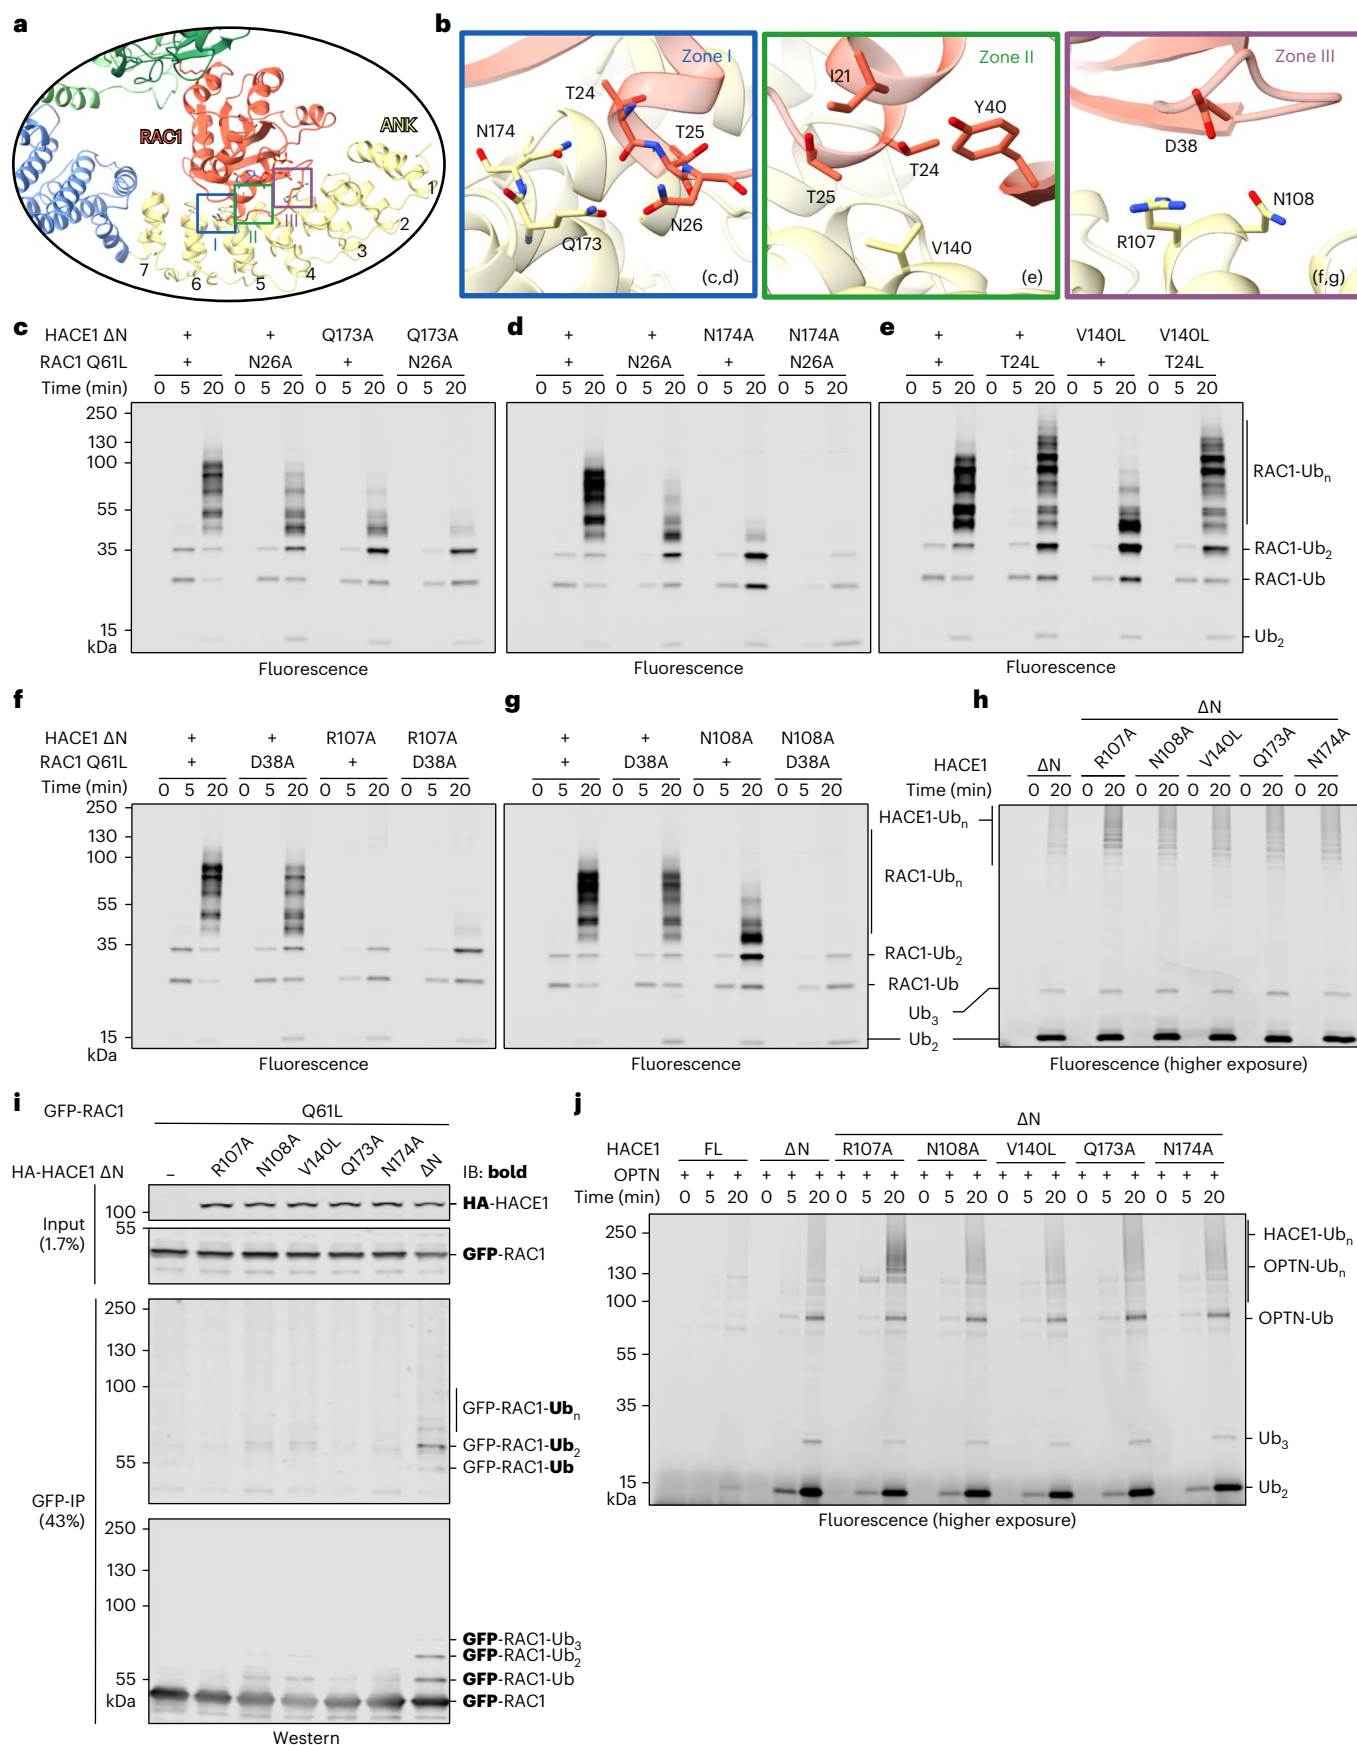 a
RAC1
ANK
1
2
3
4
5
6
7
I
II
III
b
Zone I
T24
N174
T25
N26
Q173
(c,d)
Zone II
I21
Y40
T24
T25
V140
(e)
Zone III
D38
N108
R107
(f,g)
c
HACE1 ΔN + + Q173A Q173A
RAC1 Q61L + N26A + N26A
Time (min) 0 5 20 0 5 20 0 5 20 0 5 20
250
130
100
55
35
15
kDa
Fluorescence
d
+ + N174A N174A
+ N26A + N26A
0 5 20 0 5 20 0 5 20 0 5 20
Fluorescence
e
+ + V140L V140L
+ T24L + T24L
0 5 20 0 5 20 0 5 20 0 5 20
RAC1-Ubn
RAC1-Ub2
RAC1-Ub
Ub2
Fluorescence
f
HACE1 ΔN + + R107A R107A
RAC1 Q61L + D38A + D38A
Time (min) 0 5 20 0 5 20 0 5 20 0 5 20
250
130
100
55
35
15
kDa
Fluorescence
g
+ + N108A N108A
+ D38A + D38A
0 5 20 0 5 20 0 5 20 0 5 20
RAC1-Ubn
RAC1-Ub2
RAC1-Ub
Fluorescence
h
ΔN
HACE1 ΔN R107A N108A V140L Q173A N174A
Time (min) 0 20 0 20 0 20 0 20 0 20 0 20
HACE1-Ubn
Ub3
Ub2
Fluorescence (higher exposure)
i
GFP-RAC1 Q61L
HA-HACE1 ΔN – R107A N108A V140L Q173A N174A ΔN
IB: bold
Input
(1.7%)
100
HA-HACE1
55
GFP-RAC1
GFP-IP
(43%)
250
130
100
55
GFP-RAC1-Ubn
GFP-RAC1-Ub2
GFP-RAC1-Ub
250
130
100
55
kDa
GFP-RAC1-Ub3
GFP-RAC1-Ub2
GFP-RAC1-Ub
GFP-RAC1
Western
j
ΔN
HACE1 FL ΔN R107A N108A V140L Q173A N174A
OPTN + + + + + + + + + + + + + + + + + + + + +
Time (min) 0 5 20 0 5 20 0 5 20 0 5 20 0 5 20 0 5 20 0 5 20
250
130
100
55
35
15
kDa
HACE1-Ubn
OPTN-Ubn
OPTN-Ub
Ub3
Ub2
Fluorescence (higher exposure)